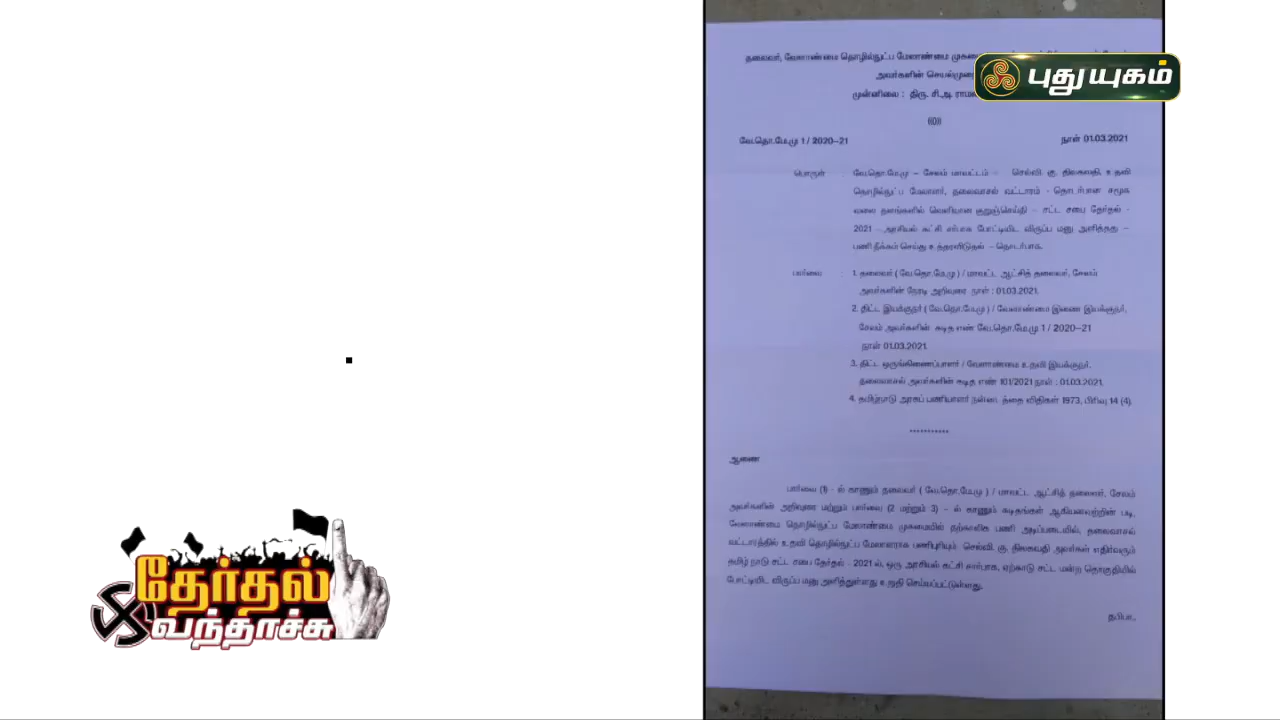 தலைவர், வேளாண்மை தொழில்நுட்ப மேலாண்மை முகமை
அவர்களின் செயல்முறை
முன்னிலை : திரு. சி.அ. ராமன்
புதுயுகம்
வே.தொ.மே.மு 1 / 2020–21
நாள் 01.03.2021
பொருள் : வே.தொ.மே.மு – சேலம் மாவட்டம் – செல்வி. கு. திலகவதி, உதவி
தொழில்நுட்ப மேலாளர், தலைவாசல் வட்டாரம் - தொடர்பான சமூக
வலை தளங்களில் வெளியான குறுஞ்செய்தி – சட்ட சபை தேர்தல் -
2021 – அரசியல் கட்சி சார்பாக போட்டியிட விருப்ப மனு அளித்தது –
பணி நீக்கம் செய்து உத்தரவிடுதல் – தொடர்பாக.
பார்வை : 1. தலைவர் ( வே.தொ.மே.மு ) / மாவட்ட ஆட்சித் தலைவர், சேலம்
அவர்களின் நேரடி அறிவுரை நாள் : 01.03.2021.
2. திட்ட இயக்குநர் ( வே.தொ.மே.மு ) / வேளாண்மை இணை இயக்குநர்,
சேலம் அவர்களின் கடித எண் வே.தொ.மே.மு 1 / 2020–21
நாள் 01.03.2021.
3. திட்ட ஒருங்கிணைப்பாளர் / வேளாண்மை உதவி இயக்குநர்.
தலைவாசல் அவர்களின் கடித எண் 101/2021 நாள் : 01.03.2021.
4. தமிழ்நாடு அரசுப் பணியாளர் நன்னடத்தை விதிகள் 1973, பிரிவு 14 (4).
***********
ஆணை
பார்வை (1) - ல் காணும் தலைவர் ( வே.தொ.மே.மு ) / மாவட்ட ஆட்சித் தலைவர், சேலம்
அவர்களின் அறிவுரை மற்றும் பார்வை (2 மற்றும் 3) – ல் காணும் கடிதங்கள் ஆகியவைவற்றின் படி,
வேளாண்மை தொழில்நுட்ப மேலாண்மை முகமையில் தற்காலிக பணி அடிப்படையில், தலைவாசல்
வட்டாரத்தில் உதவி தொழில்நுட்ப மேலாளராக பணிபுரியும் செல்வி. கு. திலகவதி அவர்கள் எதிர்வரும்
தமிழ் நாடு சட்ட சபை தேர்தல் – 2021 ல், ஒரு அரசியல் கட்சி சார்பாக, ஏற்காடு சட்ட மன்ற தொகுதியில்
போட்டியிட விருப்ப மனு அளித்துள்ளது உறுதி செய்யப்பட்டுள்ளது.
தேர்தல்
வந்தாச்சு